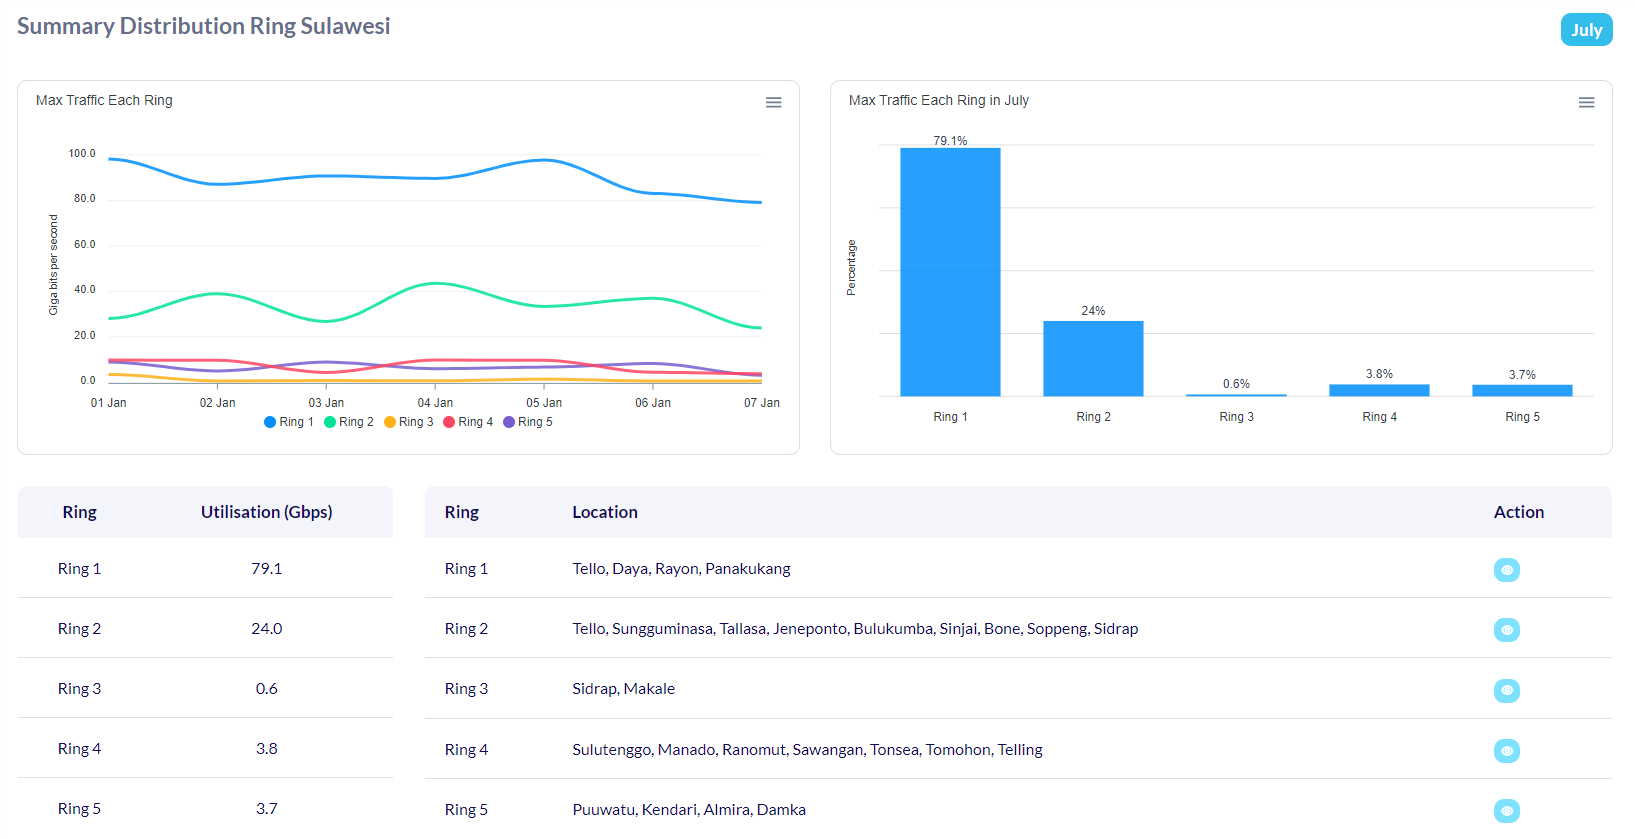 Summary Distribution Ring Sulawesi
July
Max Traffic Each Ring
Giga bits per second
100.0
80.0
60.0
40.0
20.0
0.0
01 Jan 02 Jan 03 Jan 04 Jan 05 Jan 06 Jan 07 Jan
Ring 1 Ring 2 Ring 3 Ring 4 Ring 5
Max Traffic Each Ring in July
Percentage
79.1%
24%
0.6%
3.8%
3.7%
Ring 1 Ring 2 Ring 3 Ring 4 Ring 5
Ring Utilisation (Gbps)
Ring 1 79.1
Ring 2 24.0
Ring 3 0.6
Ring 4 3.8
Ring 5 3.7
Ring Location Action
Ring 1 Tello, Daya, Rayon, Panakukang
Ring 2 Tello, Sungguminasa, Tallasa, Jeneponto, Bulukumba, Sinjai, Bone, Soppeng, Sidrap
Ring 3 Sidrap, Makale
Ring 4 Sulutenggo, Manado, Ranomut, Sawangan, Tonsea, Tomohon, Telling
Ring 5 Puuwatu, Kendari, Almira, Damka